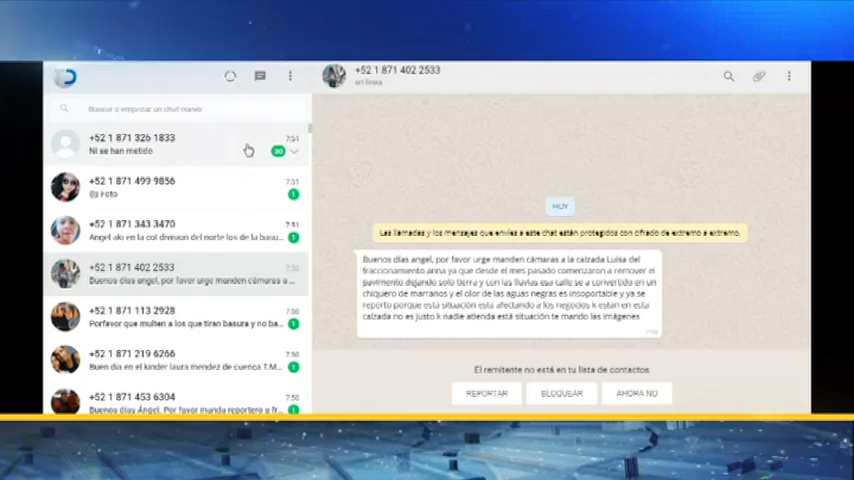 +52 1 871 402 2533
en línea
Buscar o empezar un chat nuevo
+52 1 871 326 1833
7:51
Ni se han metido
30
+52 1 871 499 9856
7:51
Foto
1
+52 1 871 343 3470
7:51
Angel aki en la col division del norte los de la basu...
1
+52 1 871 402 2533
7:50
Buenos días angel, por favor urge manden cámaras a ...
+52 1 871 113 2928
7:50
Porfavor que multen a los que tiran basura y no ba...
1
+52 1 871 219 6266
7:50
Buen dia en el kinder laura mendez de cuenca T.M...
1
+52 1 871 453 6304
7:50
Buenos días Ángel. Por favor manda reportero a fr...
1
HOY
Las llamadas y los mensajes que envíes a este chat están protegidos con cifrado de extremo a extremo.
Buenos días angel, por favor urge manden cámaras a la calzada Luisa del
fraccionamiento anna ya que desde el mes pasado comenzaron a remover el
pavimento dejando solo tierra y con las lluvias esa calle se a convertido en un
chiquero de marranos y el olor de las aguas negras es insoportable y ya se
reporto porque está situación está afectando a los negocios k estan en esta
calzada no es justo k nadie atienda está situación te mando las imágenes
El remitente no está en tu lista de contactos
REPORTAR
BLOQUEAR
AHORA NO